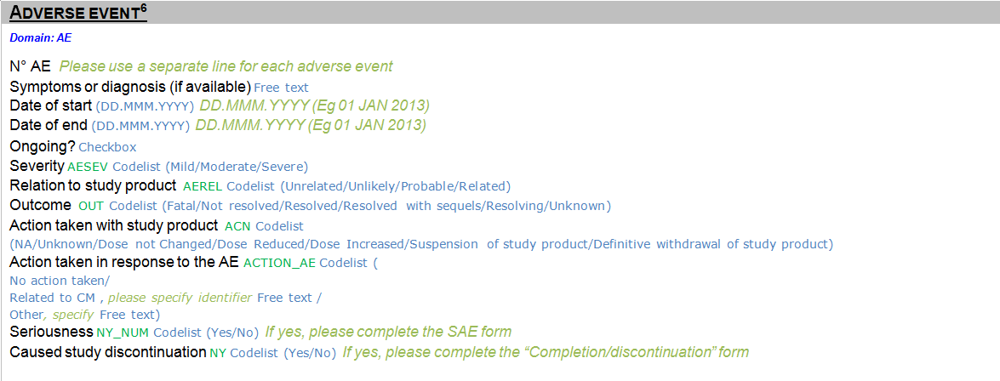 ADVERSE EVENT6
Domain: AE
N° AE Please use a separate line for each adverse event
Symptoms or diagnosis (if available) Free text
Date of start (DD.MMM.YYYY) DD.MMM.YYYY (Eg 01 JAN 2013)
Date of end (DD.MMM.YYYY) DD.MMM.YYYY (Eg 01 JAN 2013)
Ongoing? Checkbox
Severity AESEV Codelist (Mild/Moderate/Severe)
Relation to study product AEREL Codelist (Unrelated/Unlikely/Probable/Related)
Outcome OUT Codelist (Fatal/Not resolved/Resolved/Resolved with sequels/Resolving/Unknown)
Action taken with study product ACN Codelist
(NA/Unknown/Dose not Changed/Dose Reduced/Dose Increased/Suspension of study product/Definitive withdrawal of study product)
Action taken in response to the AE ACTION_AE Codelist (
No action taken/
Related to CM , please specify identifier Free text /
Other, specify Free text)
Seriousness NY_NUM Codelist (Yes/No) If yes, please complete the SAE form
Caused study discontinuation NY Codelist (Yes/No) If yes, please complete the “Completion/discontinuation” form